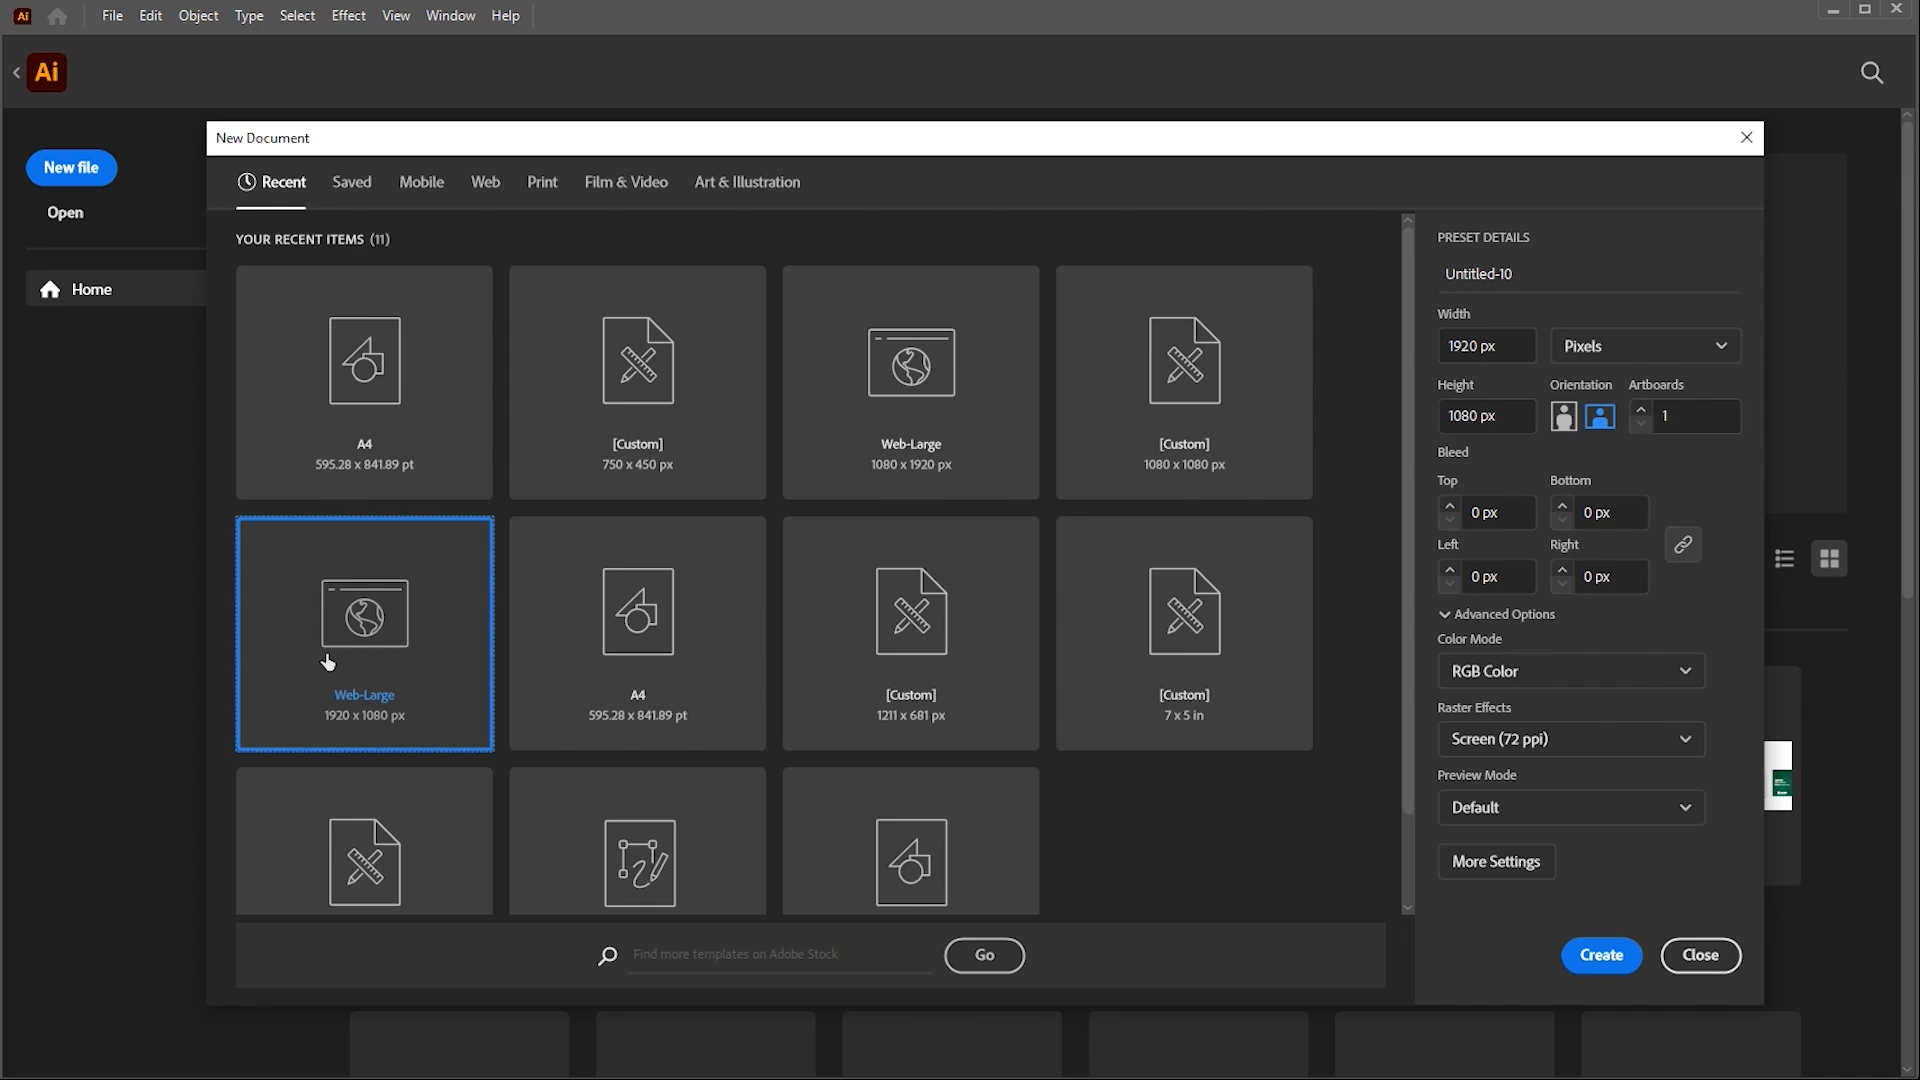 Ai
File Edit Object Type Select Effect View Window Help
Ai
New Document
New file
Open
Home
Recent Saved Mobile Web Print Film & Video Art & Illustration
YOUR RECENT ITEMS (11)
A4
595.28 x 841.89 pt
[Custom]
750 x 450 px
Web-Large
1080 x 1920 px
[Custom]
1080 x 1080 px
Web-Large
1920 x 1080 px
A4
595.28 x 841.89 pt
[Custom]
1211 x 681 px
[Custom]
7 x 5 in
Find more templates on Adobe Stock
Go
PRESET DETAILS
Untitled-10
Width
1920 px Pixels
Height Orientation Artboards
1080 px 1
Bleed
Top Bottom
0 px 0 px
Left Right
0 px 0 px
Advanced Options
Color Mode
RGB Color
Raster Effects
Screen (72 ppi)
Preview Mode
Default
More Settings
Create Close